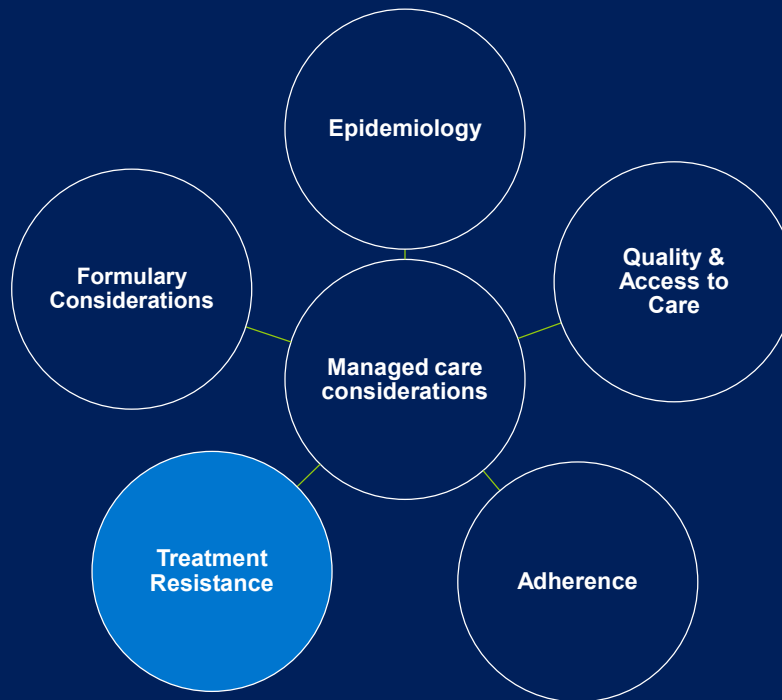 Epidemiology
Quality &
Access to
Care
Formulary
Considerations
Managed care
considerations
Treatment
Resistance
Adherence